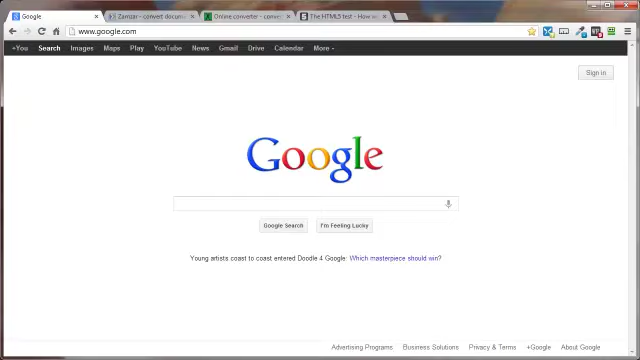 Google
Zamzar - convert docum
Online converter - conver
The HTML5 test - How w
www.google.com
+You Search Images Maps Play YouTube News Gmail Drive Calendar More
Sign in
Google
Google Search I'm Feeling Lucky
Young artists coast to coast entered Doodle 4 Google: Which masterpiece should win?
Advertising Programs Business Solutions Privacy & Terms +Google About Google